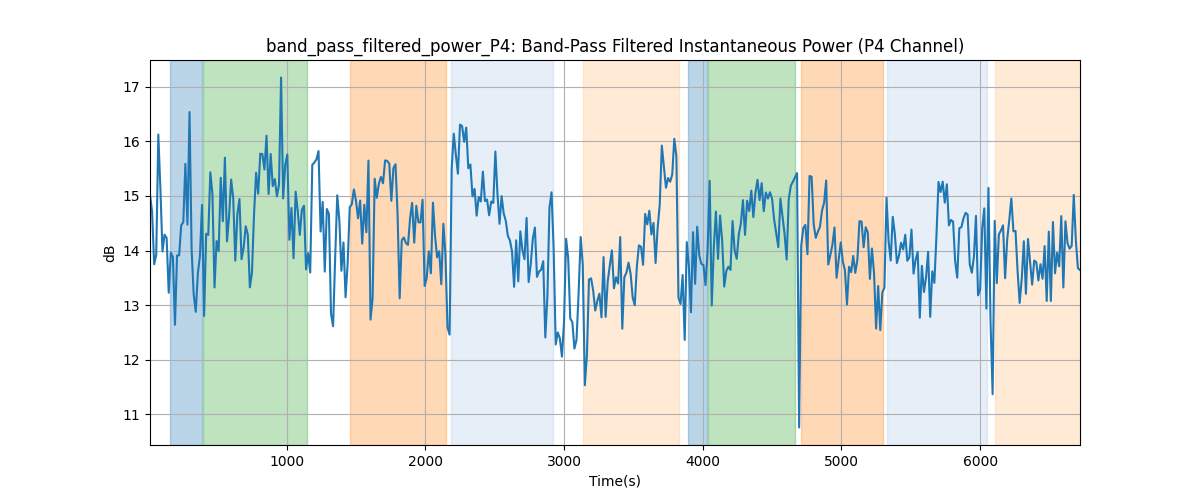 band_pass_filtered_power_P4: Band-Pass Filtered Instantaneous Power (P4 Channel)
17
16
15
14
13
12
11
dB
1000 2000 3000 4000 5000 6000
Time(s)